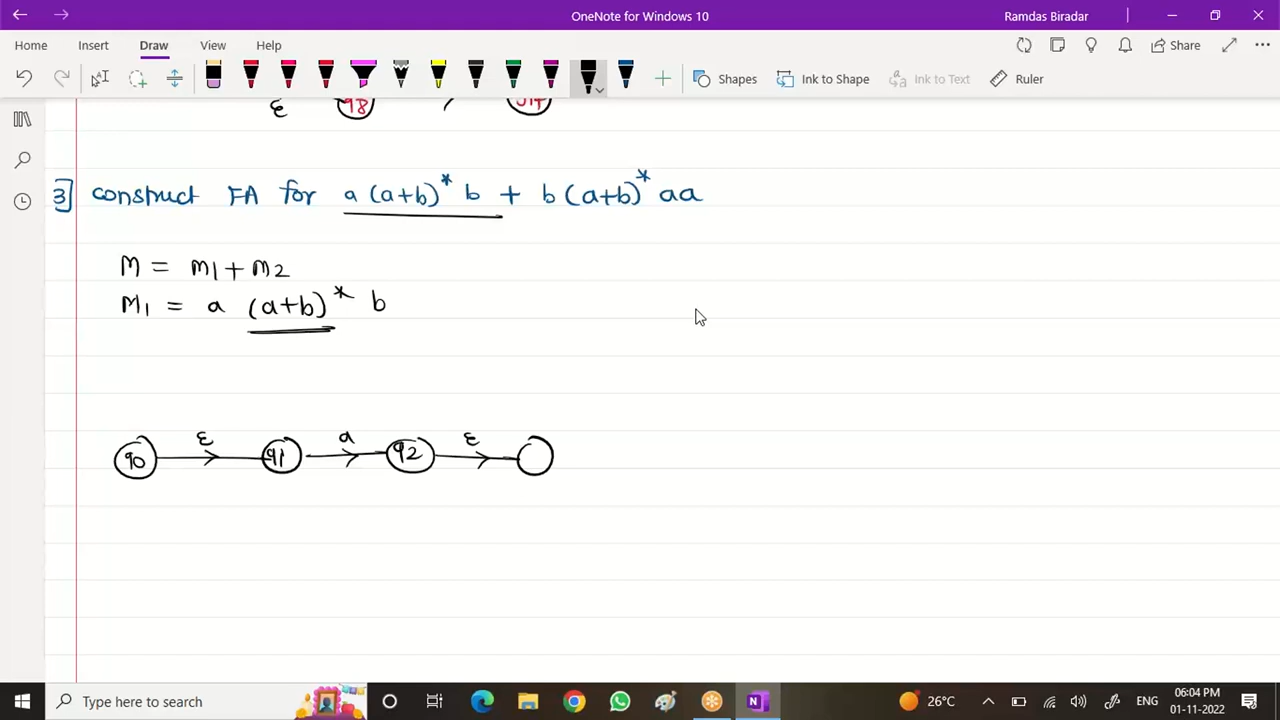 OneNote for Windows 10
Ramdas Biradar
Home Insert Draw View Help
Share
Shapes Ink to Shape Ink to Text Ruler
ε 98
3] construct FA for a (a+b)* b + b (a+b)* aa
M = m1 + m2
M1 = a (a+b)* b
q0 ε q1 a q2 ε
Type here to search
26°C
ENG
06:04 PM
01-11-2022